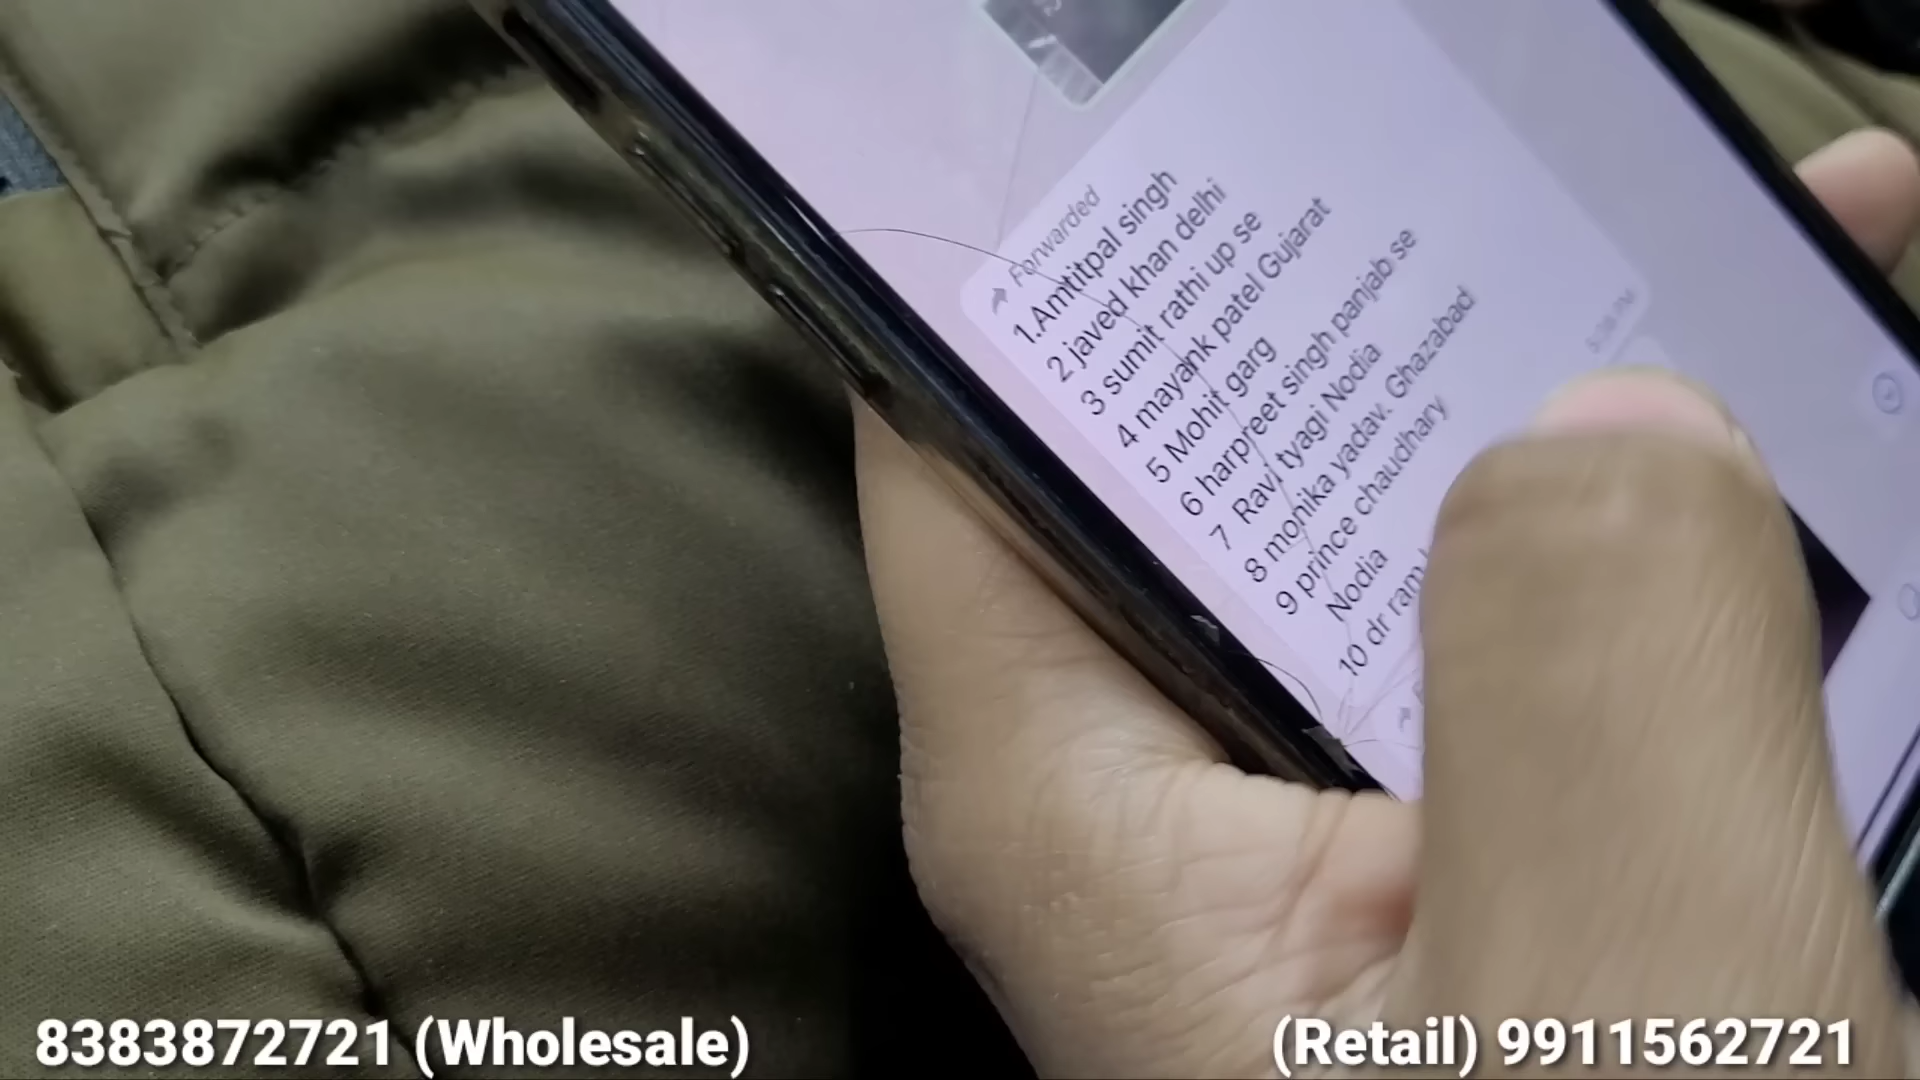 Forwarded
1.Amtitpal singh
2 javed khan delhi
3 sumit rathi up se
4 mayank patel Gujarat
5 Mohit garg
6 harpreet singh panjab se
7 Ravi tyagi Nodia
8 monika yadav. Ghazabad
9 prince chaudhary
Nodia
10 dr ram
8383872721 (Wholesale)
(Retail) 9911562721